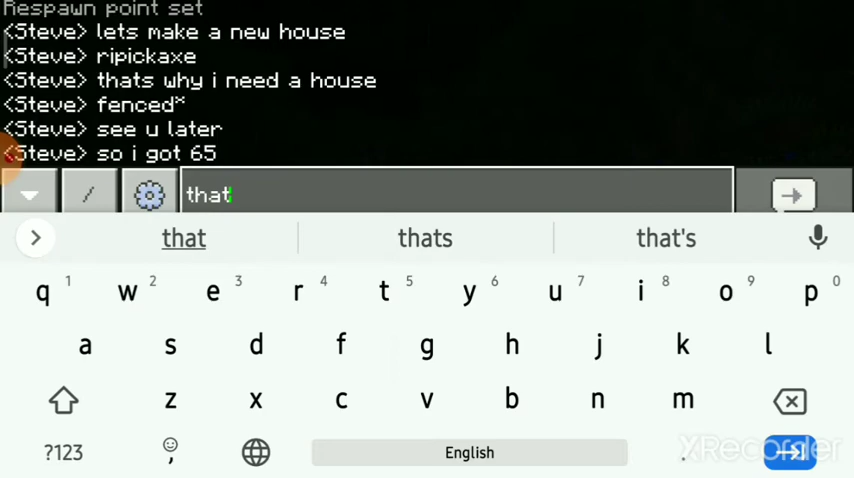 Respawn point set
<Steve> lets make a new house
<Steve> ripickaxe
<Steve> thats why i need a house
<Steve> fenced*
<Steve> see u later
<Steve> so i got 65
/ that
that thats that's
q 1 w 2 e 3 r 4 t 5 y 6 u 7 i 8 o 9 p 0
a s d f g h j k l
z x c v b n m
?123 , English .
XRecorder